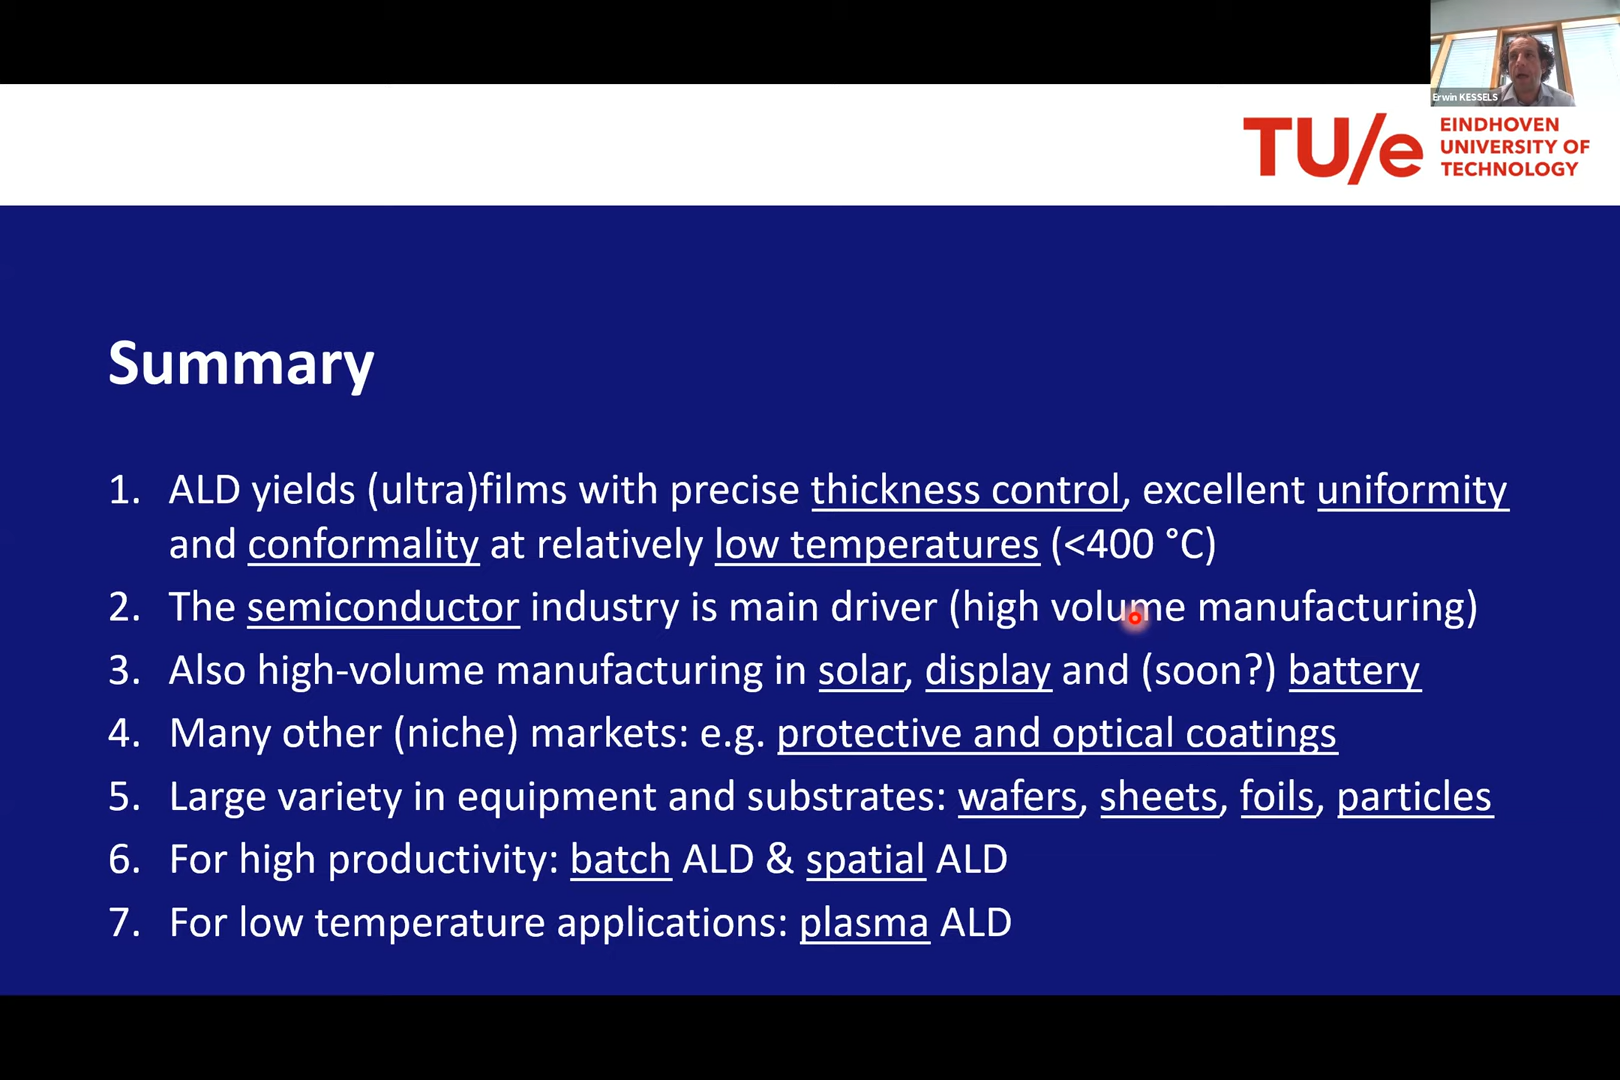 Erwin KESSELS
TU/e
EINDHOVEN
UNIVERSITY OF
TECHNOLOGY
Summary
1. ALD yields (ultra)films with precise thickness control, excellent uniformity
and conformality at relatively low temperatures (<400 °C)
2. The semiconductor industry is main driver (high volume manufacturing)
3. Also high-volume manufacturing in solar, display and (soon?) battery
4. Many other (niche) markets: e.g. protective and optical coatings
5. Large variety in equipment and substrates: wafers, sheets, foils, particles
6. For high productivity: batch ALD & spatial ALD
7. For low temperature applications: plasma ALD